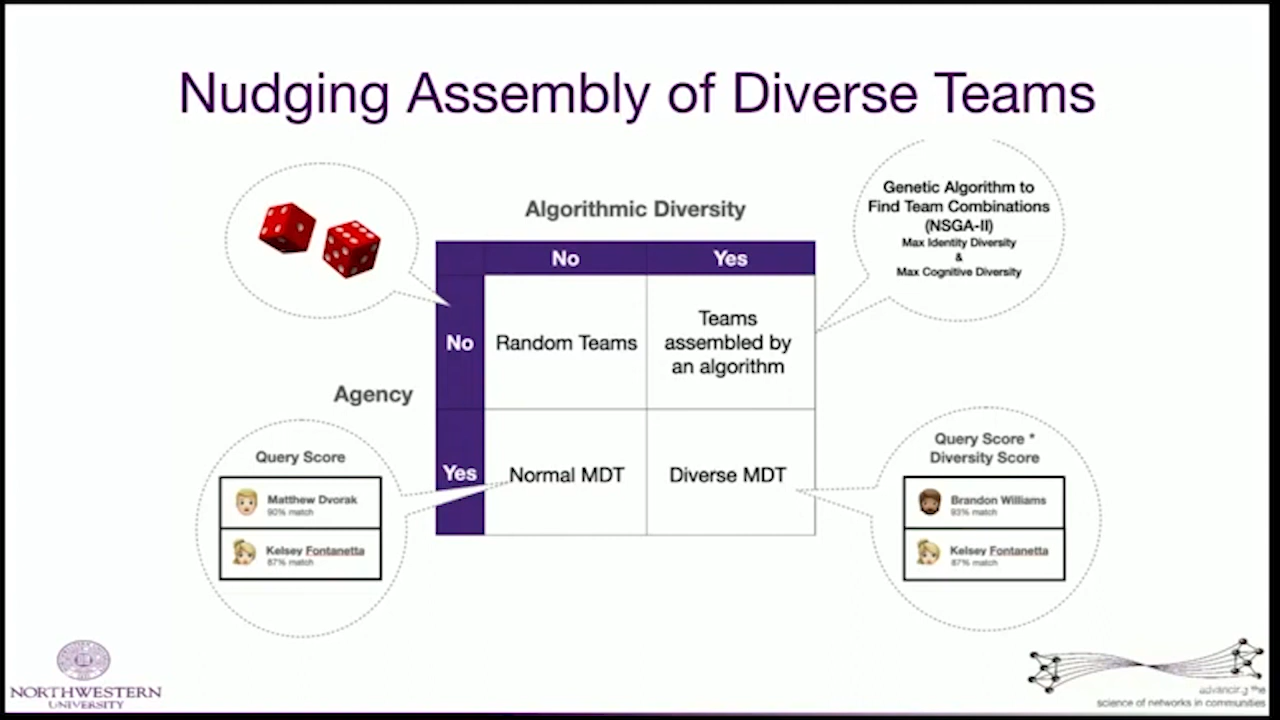 Nudging Assembly of Diverse Teams
Algorithmic Diversity
No
Yes
Agency
No
Random Teams
Teams
assembled by
an algorithm
Yes
Normal MDT
Diverse MDT
Genetic Algorithm to
Find Team Combinations
(NSGA-II)
Max Identity Diversity
&
Max Cognitive Diversity
Query Score
Matthew Dvorak
90% match
Kelsey Fontanetta
87% match
Query Score *
Diversity Score
Brandon Williams
93% match
Kelsey Fontanetta
87% match
NORTHWESTERN
UNIVERSITY
advancing the
science of networks in communities